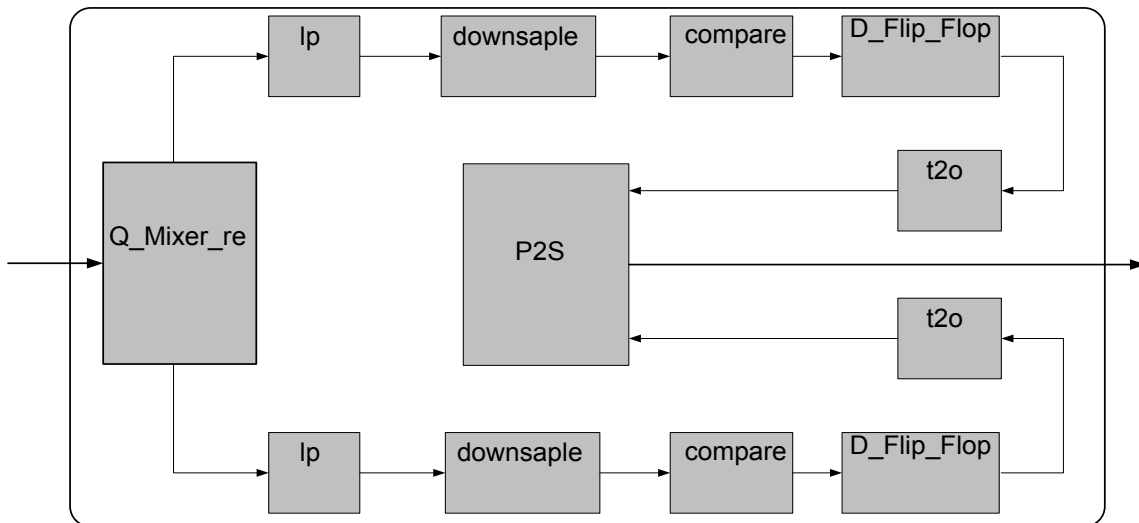 lp
downsaple
compare
D_Flip_Flop
t2o
Q_Mixer_re
P2S
t2o
lp
downsaple
compare
D_Flip_Flop